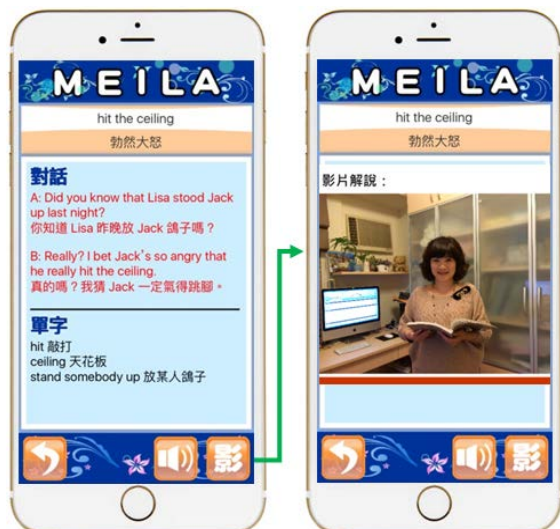 MEILA
hit the ceiling
勃然大怒
對話
A: Did you know that Lisa stood Jack
up last night?
你知道 Lisa 昨晚放 Jack 鴿子嗎？
B: Really? I bet Jack's so angry that
he really hit the ceiling.
真的嗎？我猜 Jack 一定氣得跳腳。
單字
hit 敲打
ceiling 天花板
stand somebody up 放某人鴿子
影
MEILA
hit the ceiling
勃然大怒
影片解說：
影